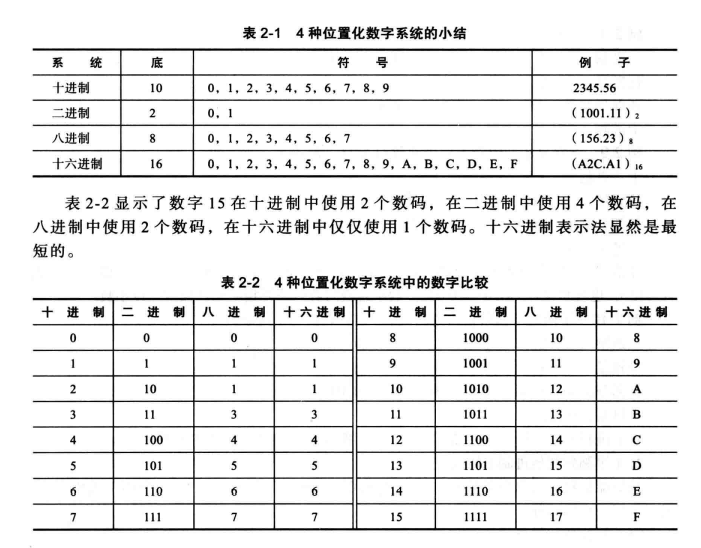 表 2-1 4 种位置化数字系统的小结
系 统 底 符 号 例 子
十进制 10 0, 1, 2, 3, 4, 5, 6, 7, 8, 9 2345.56
二进制 2 0, 1 (1001.11)₂
八进制 8 0, 1, 2, 3, 4, 5, 6, 7 (156.23)₈
十六进制 16 0, 1, 2, 3, 4, 5, 6, 7, 8, 9, A, B, C, D, E, F (A2C.A1)₁₆
表 2-2 显示了数字 15 在十进制中使用 2 个数码，在二进制中使用 4 个数码，在
八进制中使用 2 个数码，在十六进制中仅仅使用 1 个数码。十六进制表示法显然是最
短的。
表 2-2 4 种位置化数字系统中的数字比较
十 进 制 二 进 制 八 进 制 十六进制 十 进 制 二 进 制 八 进 制 十六进制
0 0 0 0 8 1000 10 8
1 1 1 1 9 1001 11 9
2 10 1 1 10 1010 12 A
3 11 3 3 11 1011 13 B
4 100 4 4 12 1100 14 C
5 101 5 5 13 1101 15 D
6 110 6 6 14 1110 16 E
7 111 7 7 15 1111 17 F